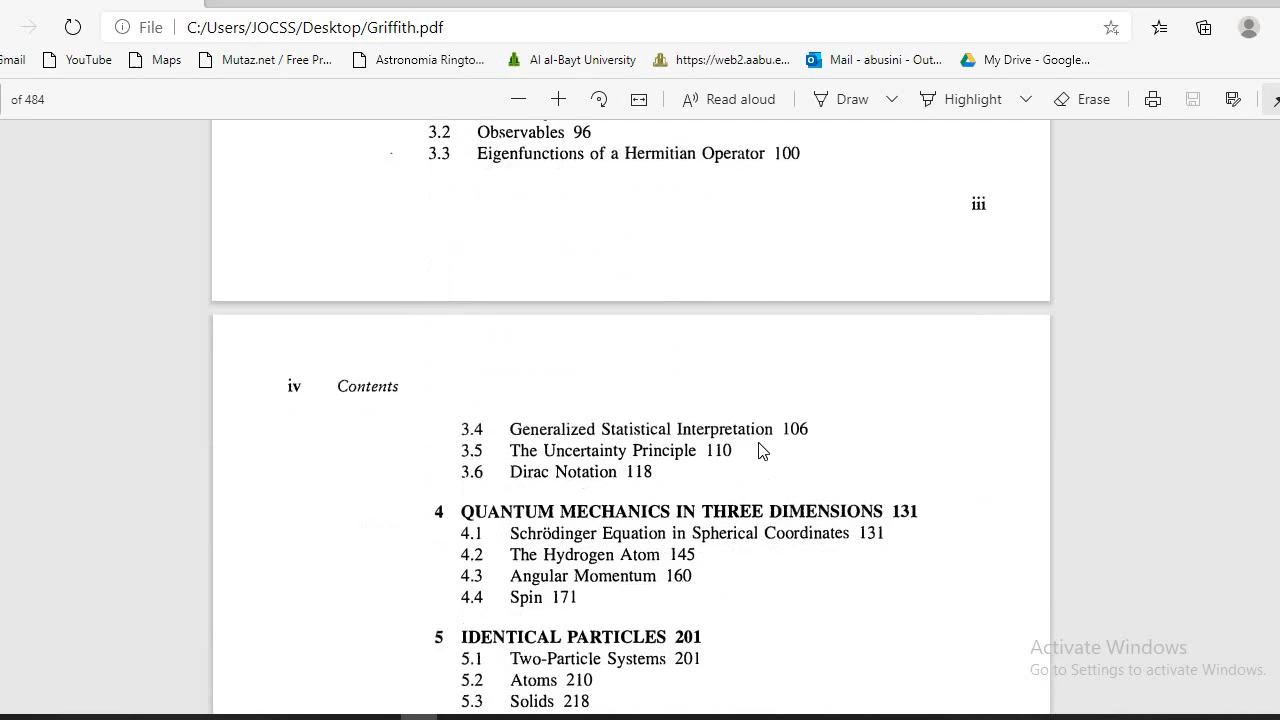 File C:/Users/JOCSS/Desktop/Griffith.pdf
Gmail YouTube Maps Mutaz.net / Free Pr... Astronomia Ringto... Al al-Bayt University https://web2.aabu.e... Mail - abusini - Out... My Drive - Google...
of 484 Read aloud Draw Highlight Erase
3.2 Observables 96
3.3 Eigenfunctions of a Hermitian Operator 100
iii
iv Contents
3.4 Generalized Statistical Interpretation 106
3.5 The Uncertainty Principle 110
3.6 Dirac Notation 118
4 QUANTUM MECHANICS IN THREE DIMENSIONS 131
4.1 Schrödinger Equation in Spherical Coordinates 131
4.2 The Hydrogen Atom 145
4.3 Angular Momentum 160
4.4 Spin 171
5 IDENTICAL PARTICLES 201
5.1 Two-Particle Systems 201
5.2 Atoms 210
5.3 Solids 218
Activate Windows
Go to Settings to activate Windows.